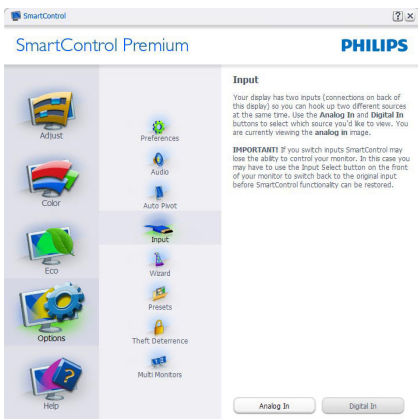 SmartControl
SmartControl Premium
PHILIPS
Adjust
Color
Eco
Options
Help
Preferences
Audio
Auto Pivot
Input
Wizard
Presets
Theft Deterrence
Multi Monitors
Input
Your display has two inputs (connections on back of
this display) so you can hook up two different sources
at the same time. Use the Analog In and Digital In
buttons to select which source you'd like to view. You
are currently viewing the analog in image.
IMPORTANT! If you switch inputs SmartControl may
lose the ability to control your monitor. In this case you
may have to use the Input Select button on the front
of your monitor to switch back to the original input
before SmartControl functionality can be restored.
Analog In
Digital In